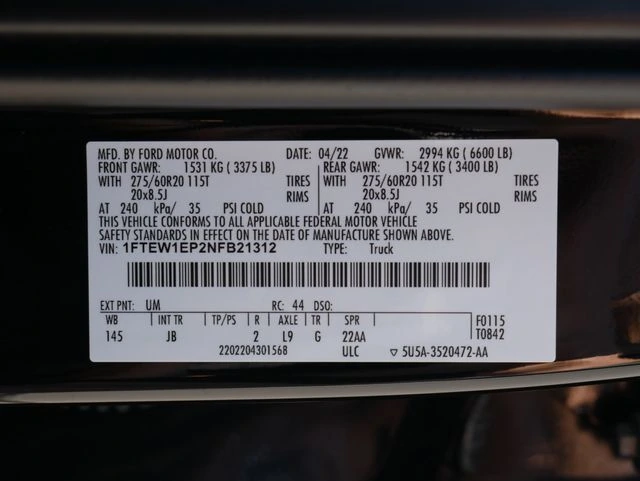 MFD. BY FORD MOTOR CO. DATE: 04/22 GVWR: 2994 KG ( 6600 LB)
FRONT GAWR: 1531 KG ( 3375 LB) REAR GAWR: 1542 KG ( 3400 LB)
WITH 275/60R20 115T TIRES WITH 275/60R20 115T TIRES
20x8.5J RIMS 20x8.5J RIMS
AT 240 kPa/ 35 PSI COLD AT 240 kPa/ 35 PSI COLD
THIS VEHICLE CONFORMS TO ALL APPLICABLE FEDERAL MOTOR VEHICLE
SAFETY STANDARDS IN EFFECT ON THE DATE OF MANUFACTURE SHOWN ABOVE.
VIN: 1FTEW1EP2NFB21312 TYPE: Truck
EXT PNT: UM RC: 44 DSO:
WB INT TR TP/PS R AXLE TR SPR F0115
145 JB 2 L9 G 22AA T0842
2202204301568 ULC ▽ 5U5A-3520472-AA